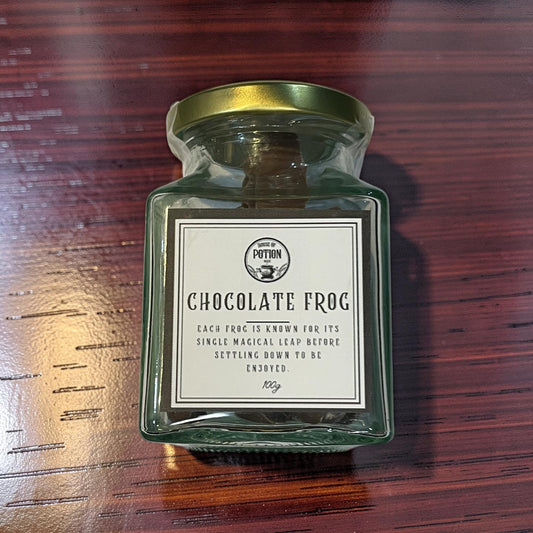 HOUSE OF
POTION
CHOCOLATE FROG
EACH FROG IS KNOWN FOR ITS
SINGLE MAGICAL LEAP BEFORE
SETTLING DOWN TO BE
ENJOYED.
100g